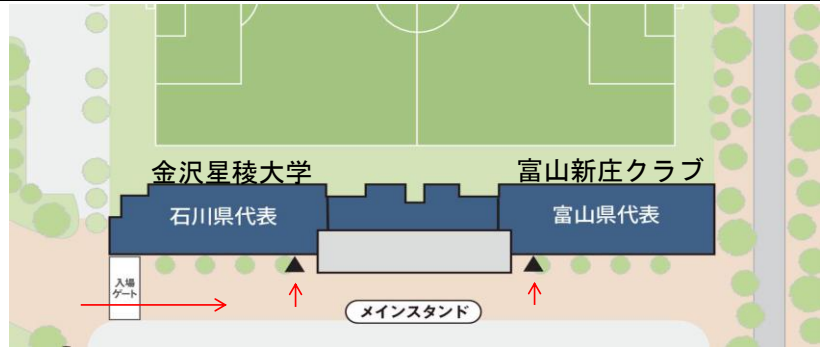 金沢星稜大学
富山新庄クラブ
石川県代表
富山県代表
入場
ゲート
メインスタンド